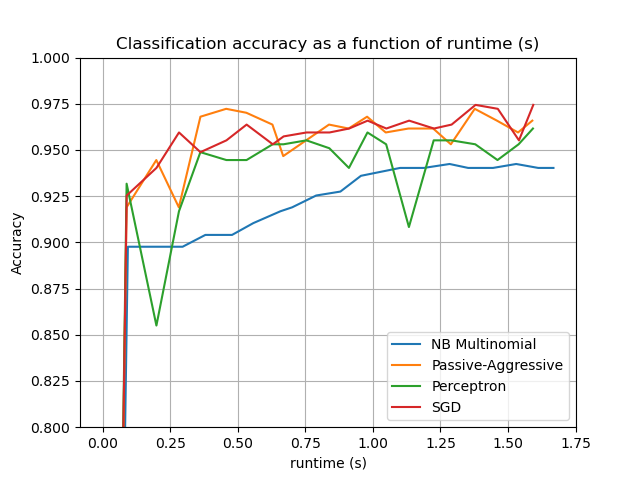 Classification accuracy as a function of runtime (s)
1.000
0.975
0.950
0.925
0.900
0.875
0.850
0.825
0.800
Accuracy
NB Multinomial
Passive-Aggressive
Perceptron
SGD
0.00 0.25 0.50 0.75 1.00 1.25 1.50 1.75
runtime (s)